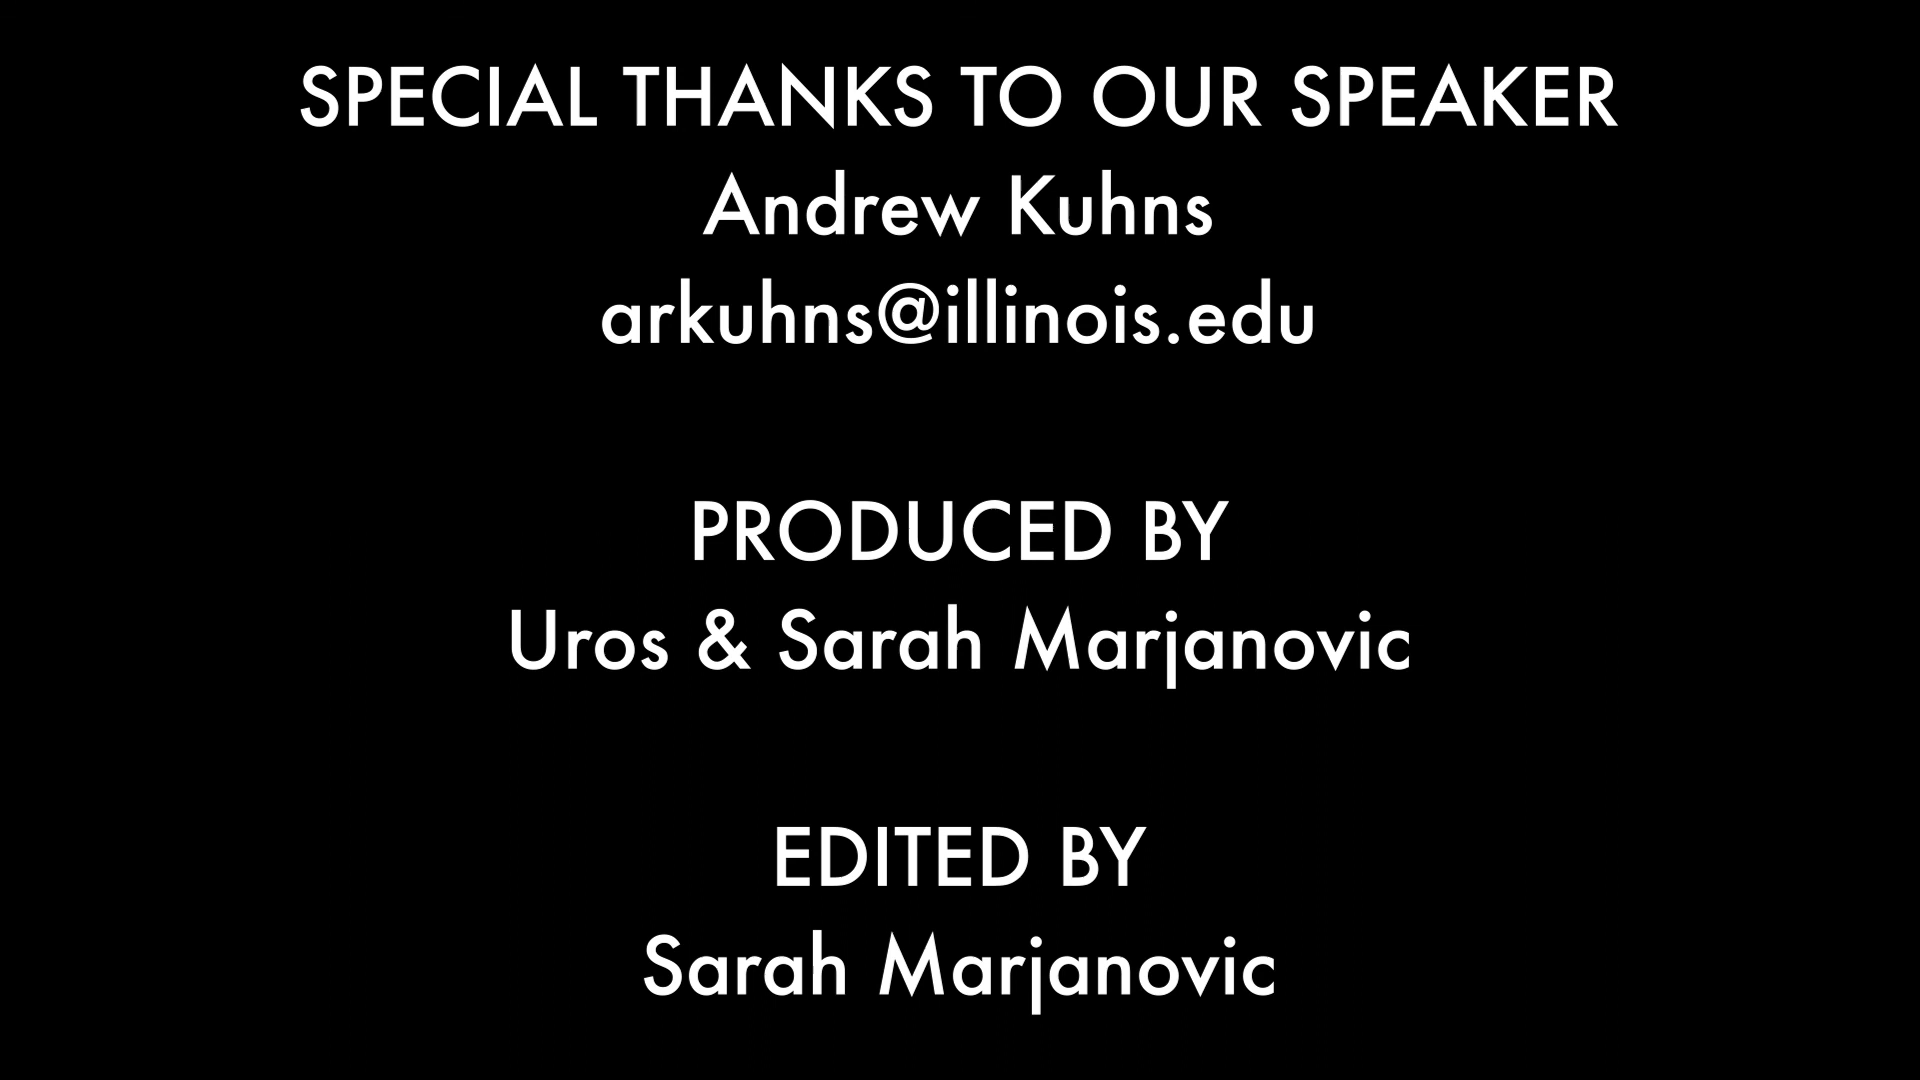 SPECIAL THANKS TO OUR SPEAKER
Andrew Kuhns
arkuhns@illinois.edu
PRODUCED BY
Uros & Sarah Marjanovic
EDITED BY
Sarah Marjanovic